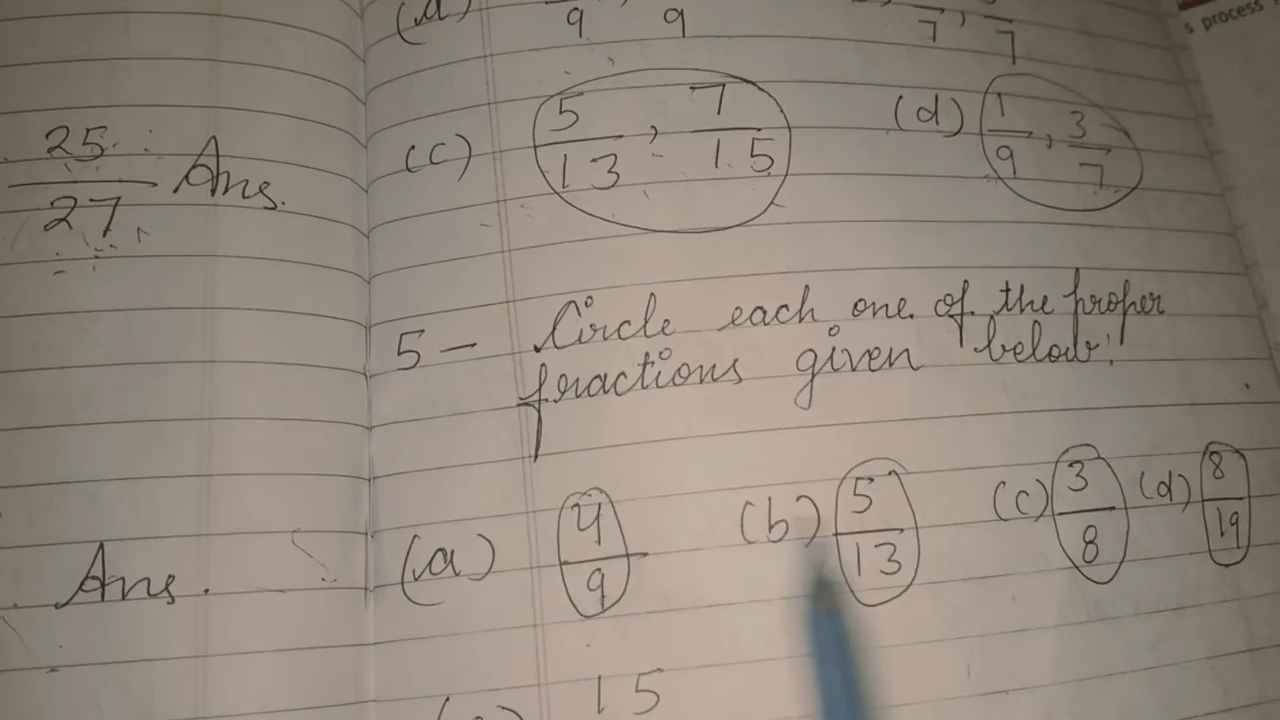 (a) 9 , 9 7 , 7
s process
25/27 Ans.
(c) 5/13 , 7/15 (d) 1/9 , 3/7
5 - Circle each one of the proper
fractions given below:
Ans. (a) 4/9 (b) 5/13 (c) 3/8 (d) 8/19
15